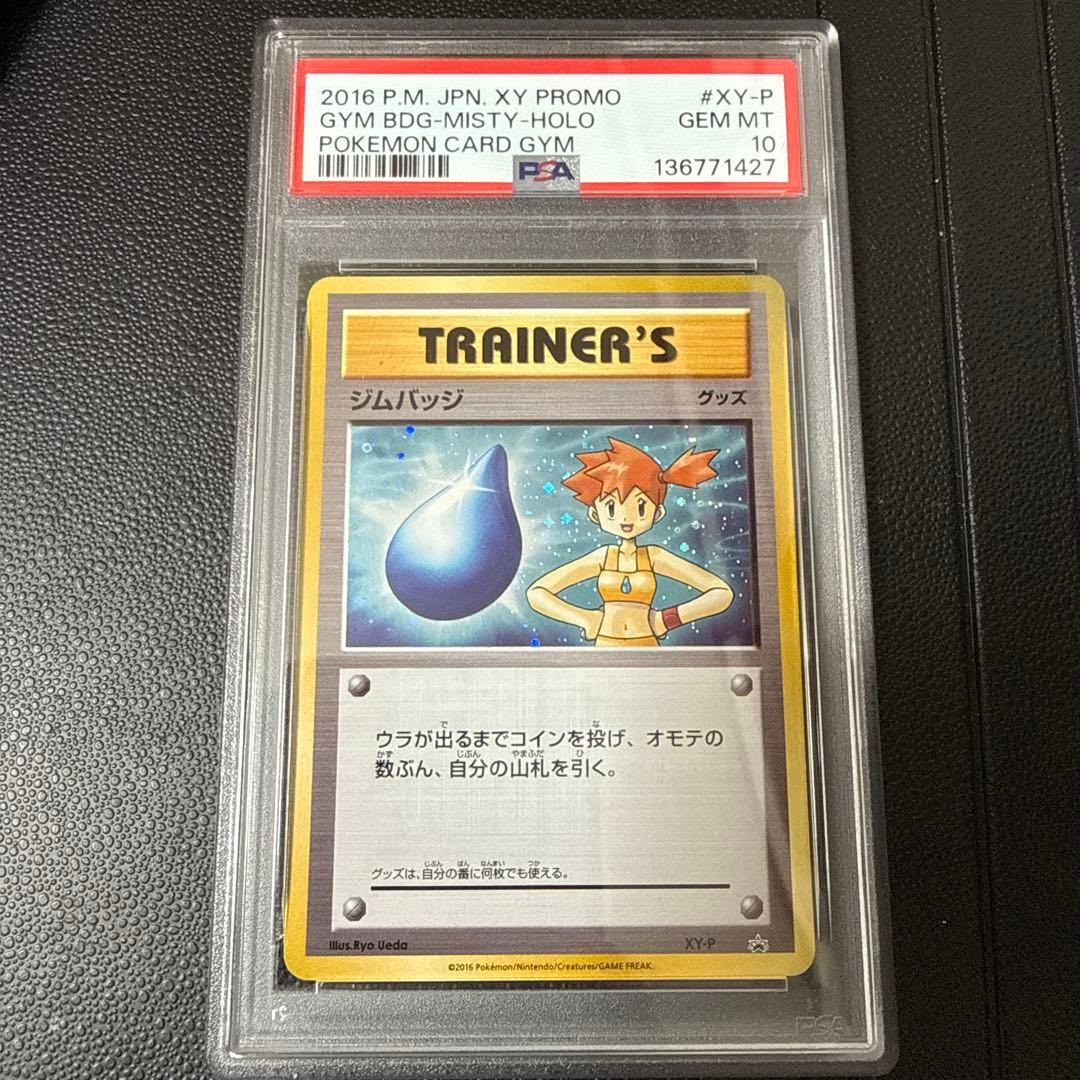 2016 P.M. JPN. XY PROMO #XY-P
GYM BDG-MISTY-HOLO GEM MT
POKEMON CARD GYM 10
PSA 136771427
TRAINER'S
ジムバッジ グッズ
ウラが出るまでコインを投げ、オモテの
数ぶん、自分の山札を引く。
グッズは、自分の番に何枚でも使える。
Illus.Ryo Ueda XY-P
©2016 Pokémon/Nintendo/Creatures/GAME FREAK.
PSA